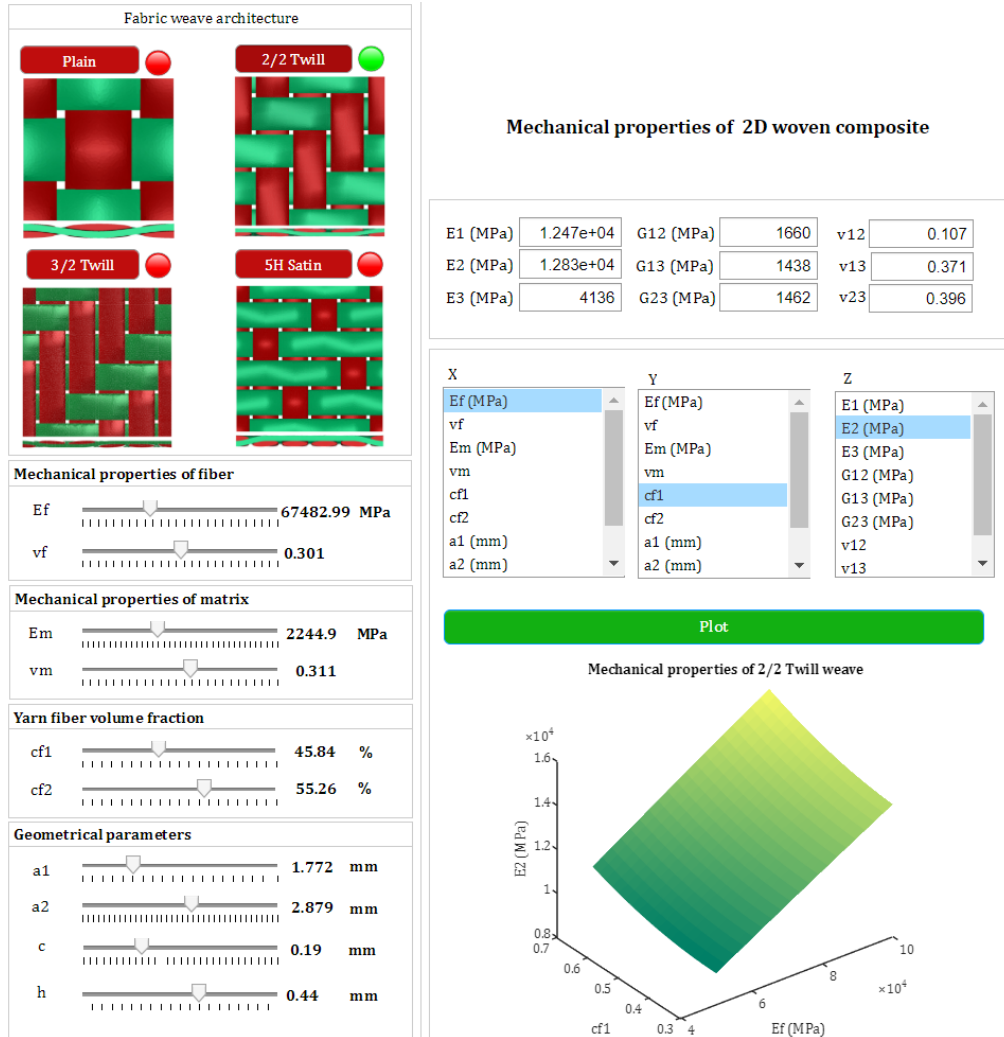 Fabric weave architecture
Plain
2/2 Twill
3/2 Twill
5H Satin
Mechanical properties of fiber
Ef 67482.99 MPa
vf 0.301
Mechanical properties of matrix
Em 2244.9 MPa
vm 0.311
Yarn fiber volume fraction
cf1 45.84 %
cf2 55.26 %
Geometrical parameters
a1 1.772 mm
a2 2.879 mm
c 0.19 mm
h 0.44 mm
Mechanical properties of 2D woven composite
E1 (MPa) 1.247e+04 G12 (MPa) 1660 v12 0.107
E2 (MPa) 1.283e+04 G13 (MPa) 1438 v13 0.371
E3 (MPa) 4136 G23 (MPa) 1462 v23 0.396
X
Ef (MPa)
vf
Em (MPa)
vm
cf1
cf2
a1 (mm)
a2 (mm)
Y
Ef (MPa)
vf
Em (MPa)
vm
cf1
cf2
a1 (mm)
a2 (mm)
Z
E1 (MPa)
E2 (MPa)
E3 (MPa)
G12 (MPa)
G13 (MPa)
G23 (MPa)
v12
v13
Plot
Mechanical properties of 2/2 Twill weave
×10⁴
1.6
1.4
1.2
1
0.8
E2 (MPa)
0.7
0.6
0.5
0.4
0.3
cf1
4
6
8
10
×10⁴
Ef (MPa)